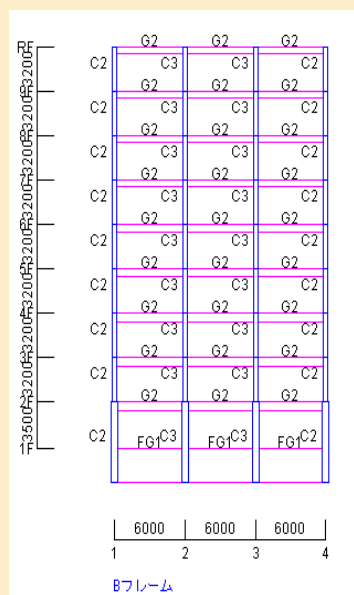 G2 G2 G2
RF
3200 C2 C3 C3 C2
G2 G2 G2
9F
3200 C2 C3 C3 C2
G2 G2 G2
8F
3200 C2 C3 C3 C2
G2 G2 G2
7F
3200 C2 C3 C3 C2
G2 G2 G2
6F
3200 C2 C3 C3 C2
G2 G2 G2
5F
3200 C2 C3 C3 C2
G2 G2 G2
4F
3200 C2 C3 C3 C2
G2 G2 G2
3F
3200 C2 C3 C3 C2
G2 G2 G2
2F
3500 C2 C3 C3 C2
FG1 FG1 FG1
1F
6000 6000 6000
1 2 3 4
Bフレーム